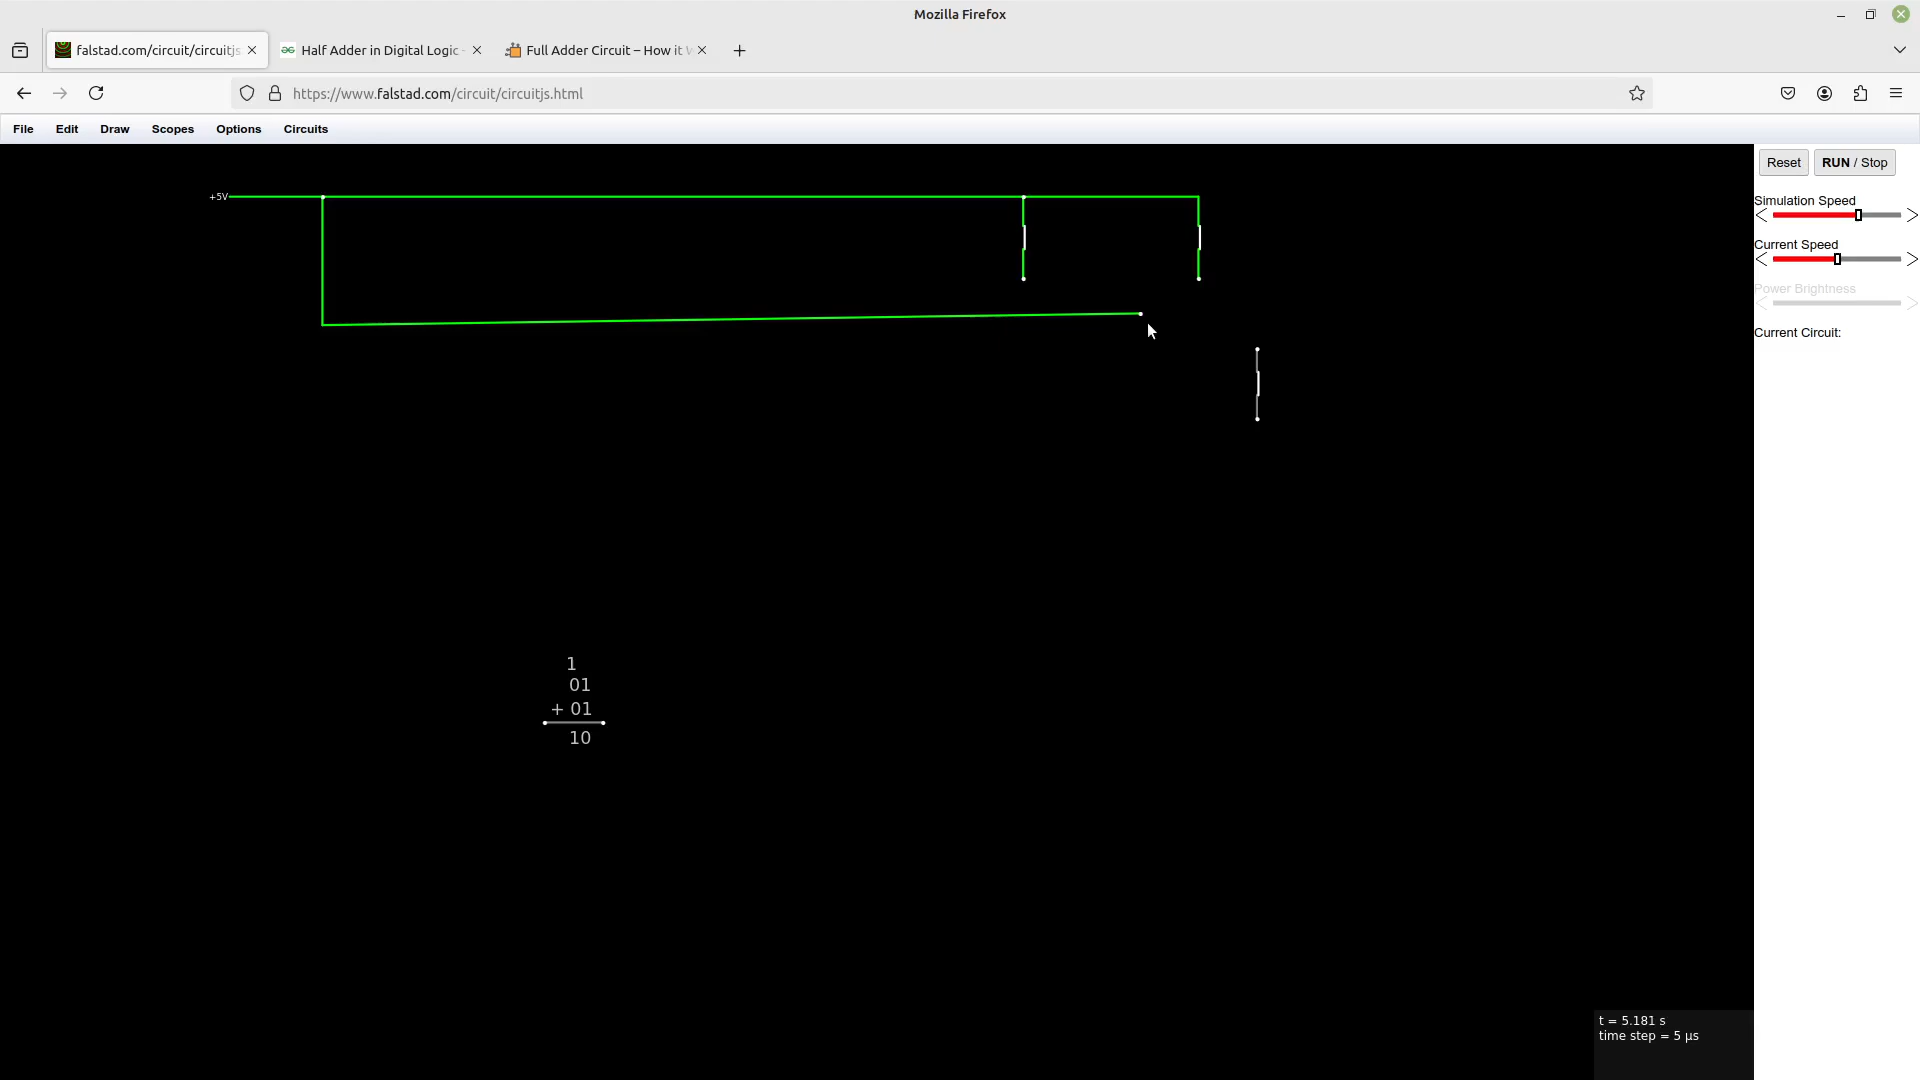 Mozilla Firefox
falstad.com/circuit/circuitjs
Half Adder in Digital Logic -
Full Adder Circuit – How it W
https://www.falstad.com/circuit/circuitjs.html
File Edit Draw Scopes Options Circuits
Reset RUN / Stop
+5V
Simulation Speed
Current Speed
Power Brightness
Current Circuit:
1
01
+ 01
10
t = 5.181 s
time step = 5 μs